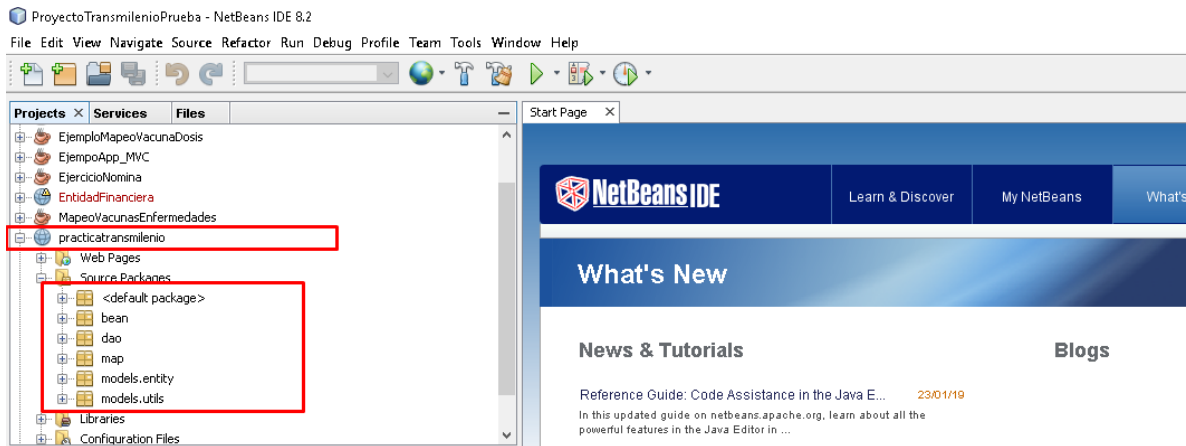 ProyectoTransmilenioPrueba - NetBeans IDE 8.2
File Edit View Navigate Source Refactor Run Debug Profile Team Tools Window Help
Projects Services Files
EjemploMapeoVacunaDosis
EjempoApp_MVC
EjercicioNomina
EntidadFinanciera
MapeoVacunasEnfermedades
practicatransmilenio
Web Pages
Source Packages
<default package>
bean
dao
map
models.entity
models.utils
Libraries
Configuration Files
Start Page
NetBeans IDE
Learn & Discover My NetBeans What's
What's New
News & Tutorials Blogs
Reference Guide: Code Assistance in the Java E... 23/01/19
In this updated guide on netbeans.apache.org, learn about all the
powerful features in the Java Editor in ...